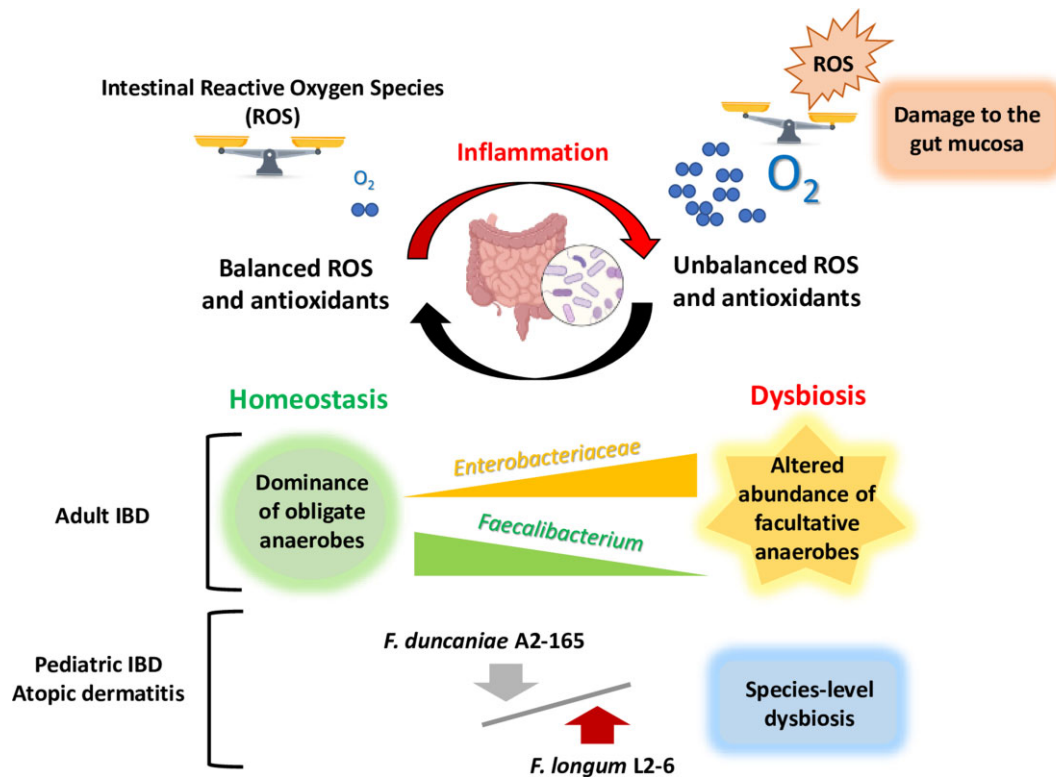 Intestinal Reactive Oxygen Species
(ROS)
ROS
Damage to the
gut mucosa
Inflammation
O₂
O₂
Balanced ROS
and antioxidants
Unbalanced ROS
and antioxidants
Homeostasis
Dysbiosis
Adult IBD
Dominance
of obligate
anaerobes
Enterobacteriaceae
Faecalibacterium
Altered
abundance of
facultative
anaerobes
Pediatric IBD
Atopic dermatitis
F. duncaniae A2-165
F. longum L2-6
Species-level
dysbiosis